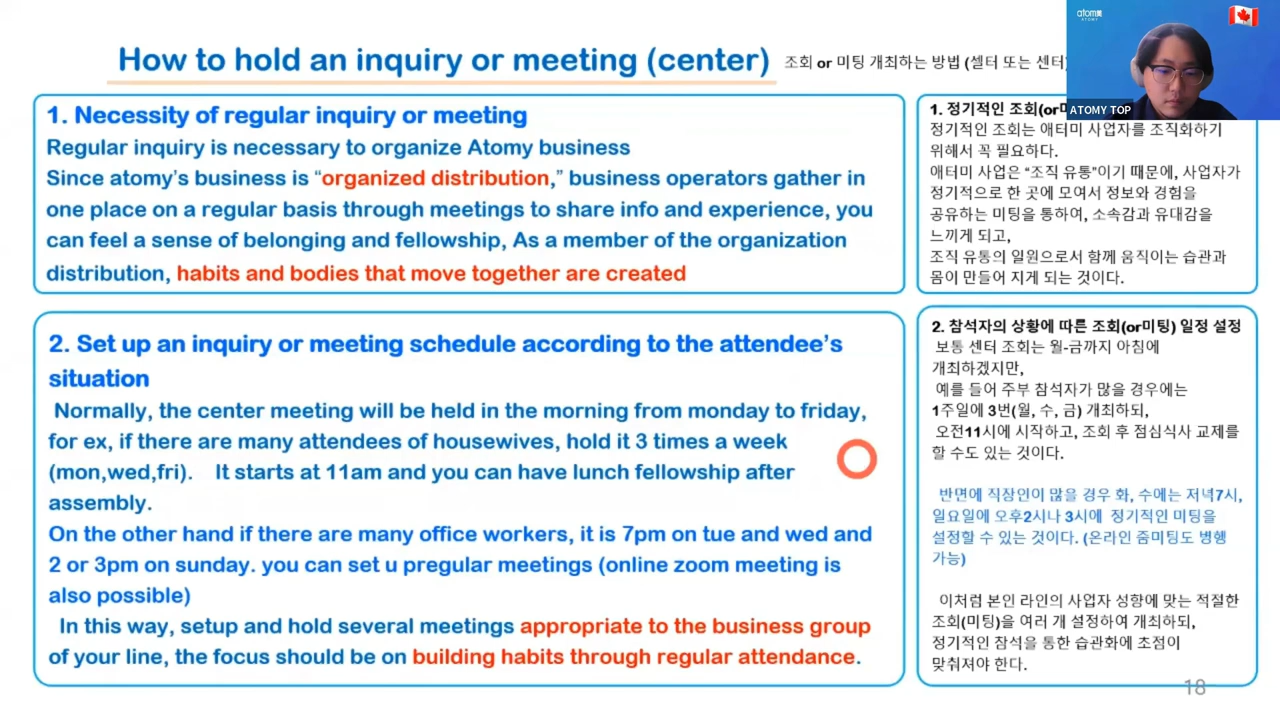 How to hold an inquiry or meeting (center)
조회 or 미팅 개최하는 방법 (셀터 또는 센터)
atom美
ATOMY
ATOMY TOP
1. Necessity of regular inquiry or meeting
Regular inquiry is necessary to organize Atomy business
Since atomy's business is “organized distribution,” business operators gather in
one place on a regular basis through meetings to share info and experience, you
can feel a sense of belonging and fellowship, As a member of the organization
distribution, habits and bodies that move together are created
1. 정기적인 조회(or
정기적인 조회는 애터미 사업자를 조직화하기
위해서 꼭 필요하다.
애터미 사업은 “조직 유통”이기 때문에, 사업자가
정기적으로 한 곳에 모여서 정보와 경험을
공유하는 미팅을 통하여, 소속감과 유대감을
느끼게 되고,
조직 유통의 일원으로서 함께 움직이는 습관과
몸이 만들어 지게 되는 것이다.
2. Set up an inquiry or meeting schedule according to the attendee's
situation
Normally, the center meeting will be held in the morning from monday to friday,
for ex, if there are many attendees of housewives, hold it 3 times a week
(mon,wed,fri). It starts at 11am and you can have lunch fellowship after
assembly.
On the other hand if there are many office workers, it is 7pm on tue and wed and
2 or 3pm on sunday. you can set u pregular meetings (online zoom meeting is
also possible)
In this way, setup and hold several meetings appropriate to the business group
of your line, the focus should be on building habits through regular attendance.
2. 참석자의 상황에 따른 조회(or미팅) 일정 설정
보통 센터 조회는 월-금까지 아침에
개최하겠지만,
예를 들어 주부 참석자가 많을 경우에는
1주일에 3번(월, 수, 금) 개최하되,
오전11시에 시작하고, 조회 후 점심식사 교제를
할 수도 있는 것이다.
반면에 직장인이 많을 경우 화, 수에는 저녁7시,
일요일에 오후2시나 3시에 정기적인 미팅을
설정할 수 있는 것이다. (온라인 줌미팅도 병행
가능)
이처럼 본인 라인의 사업자 성향에 맞는 적절한
조회(미팅)을 여러 개 설정하여 개최하되,
정기적인 참석을 통한 습관화에 초점이
맞춰져야 한다.
18